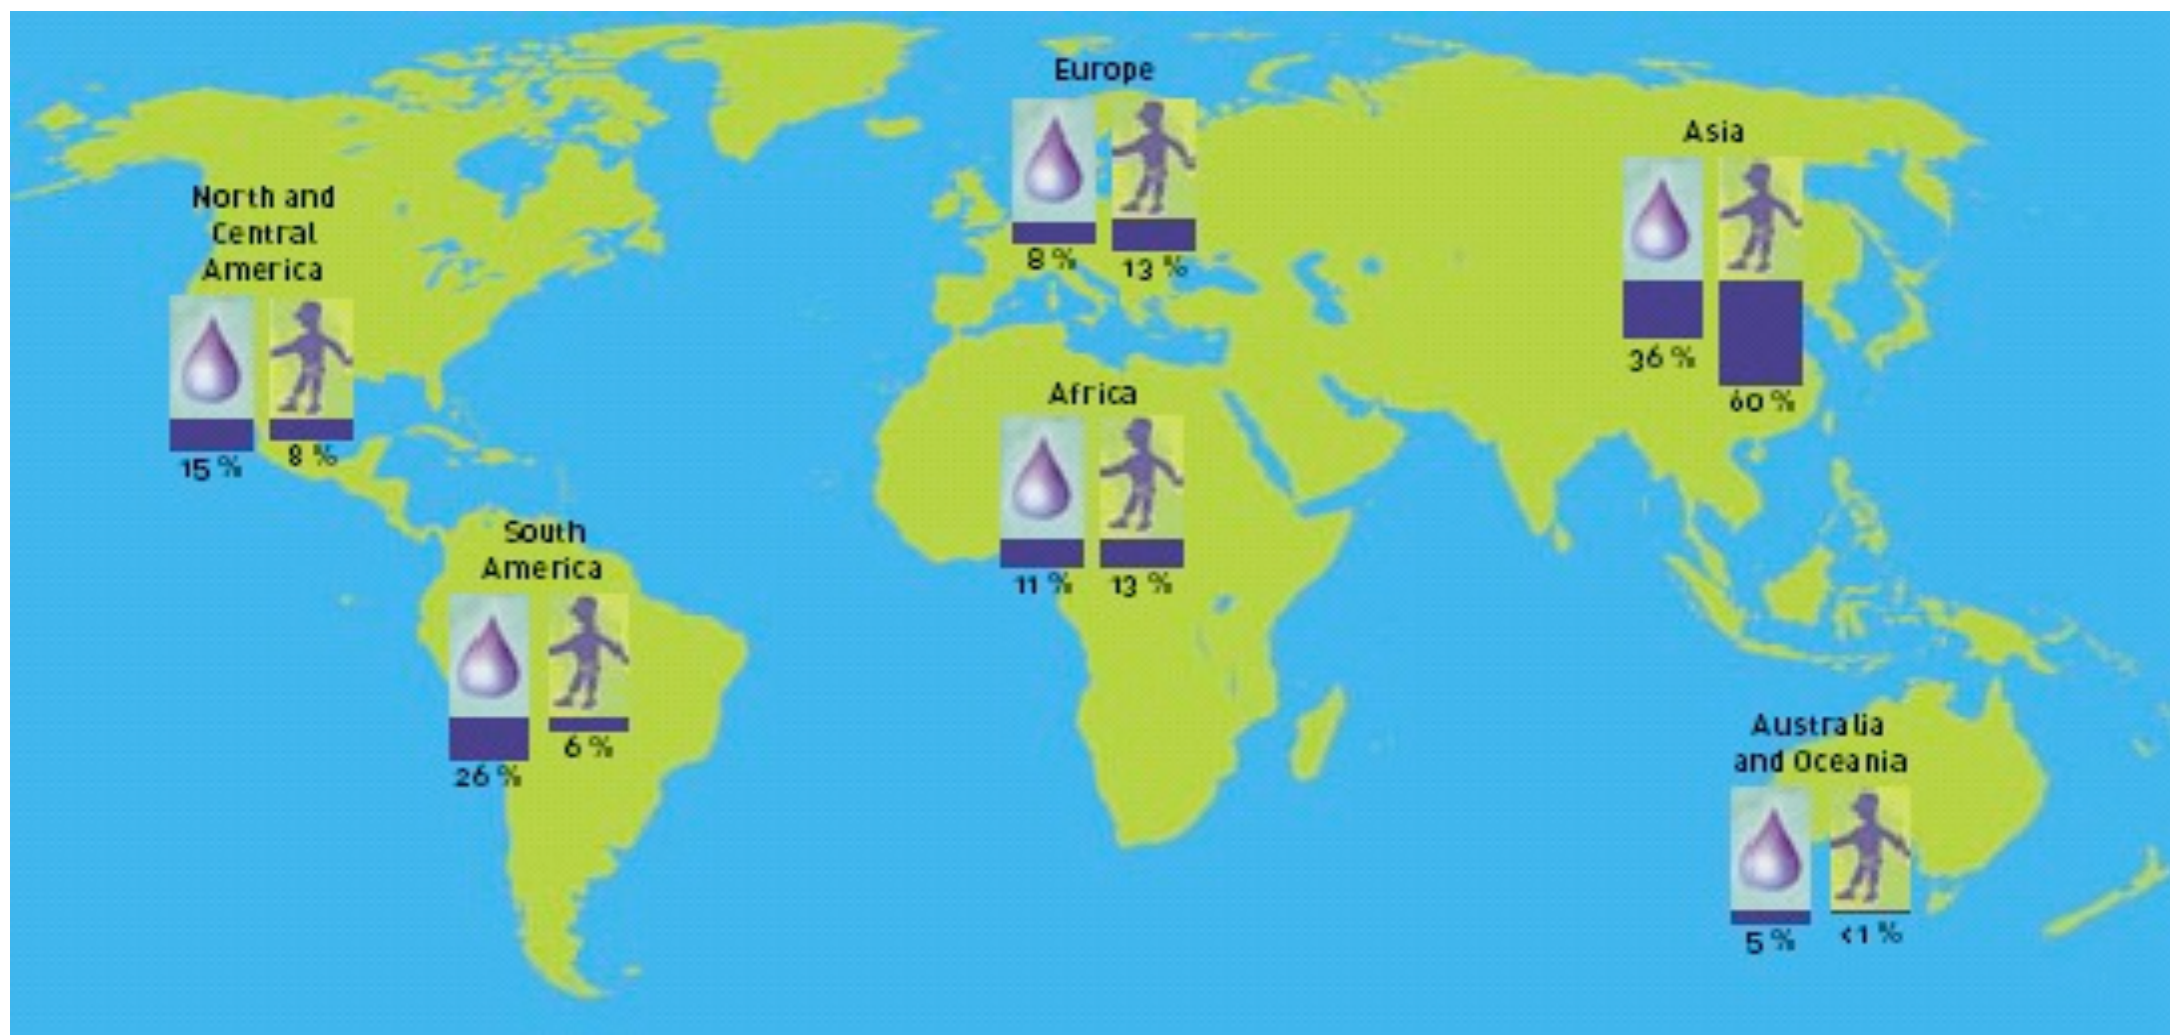 Europe
8 %
13 %
Asia
36 %
60 %
North and
Central
America
15 %
8 %
Africa
11 %
13 %
South
America
26 %
6 %
Australia
and Oceania
5 %
<1 %